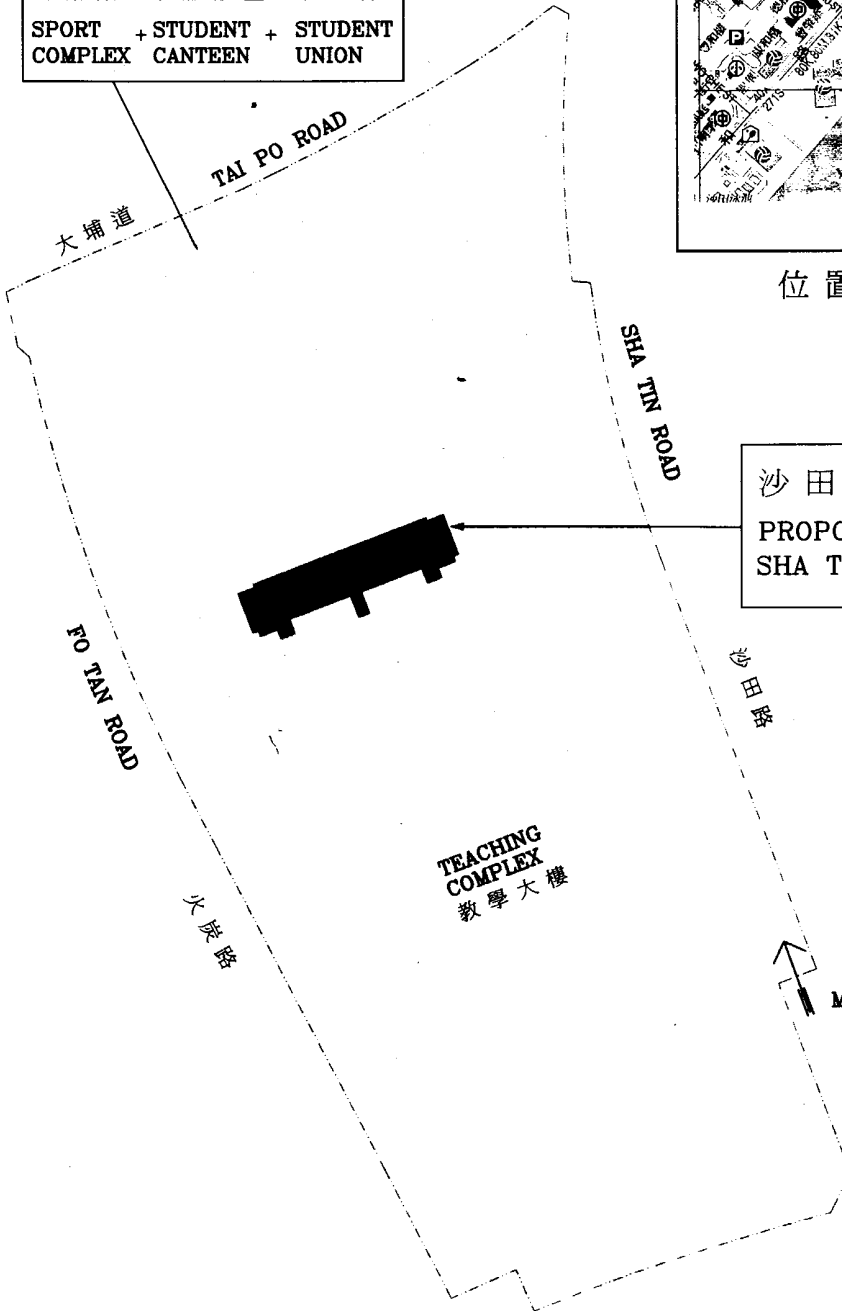 SPORT + STUDENT + STUDENT
COMPLEX CANTEEN UNION
TAI PO ROAD
大埔道
271S
位置
SHA TIN ROAD
沙田
PROPO
SHA T
FO TAN ROAD
沙田路
TEACHING
COMPLEX
教學大樓
火炭路
M